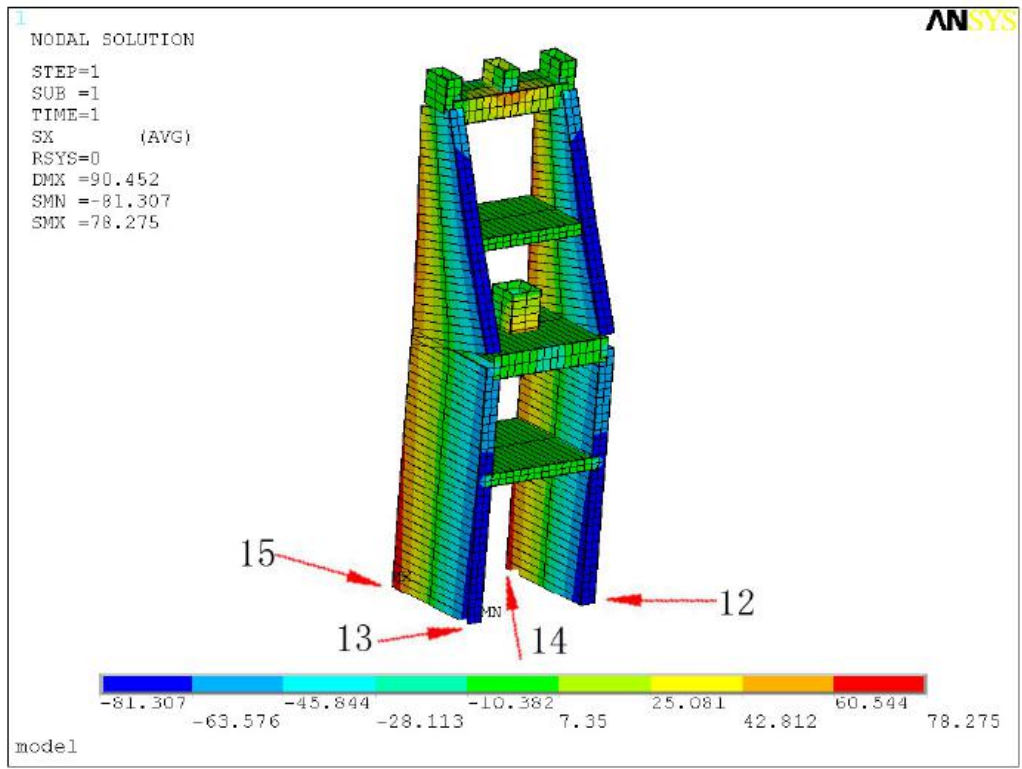 1
ANSYS
NODAL SOLUTION
STEP=1
SUB =1
TIME=1
SX (AVG)
RSYS=0
DMX =90.452
SMN =-81.307
SMX =78.275
15
13
14
12
MN
-81.307 -45.844 -10.382 25.081 60.544
-63.576 -28.113 7.35 42.812 78.275
model